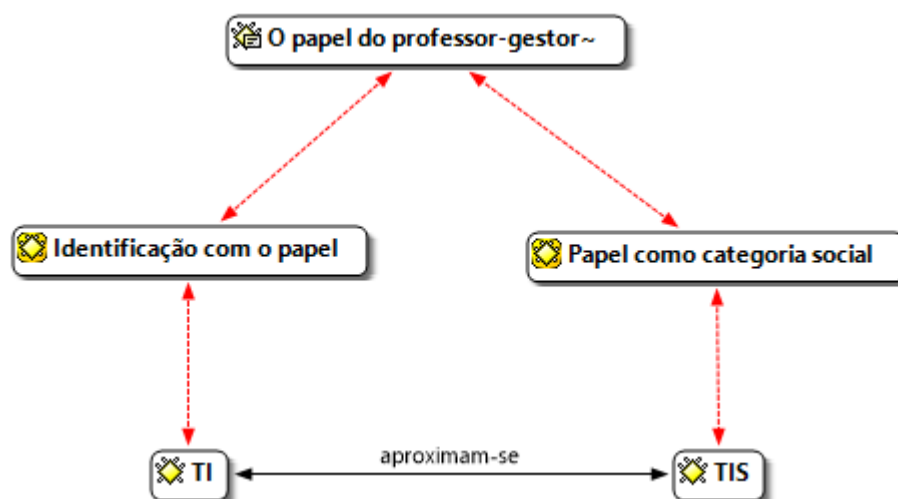 O papel do professor-gestor~
Identificação com o papel
Papel como categoria social
aproximam-se
TI
TIS